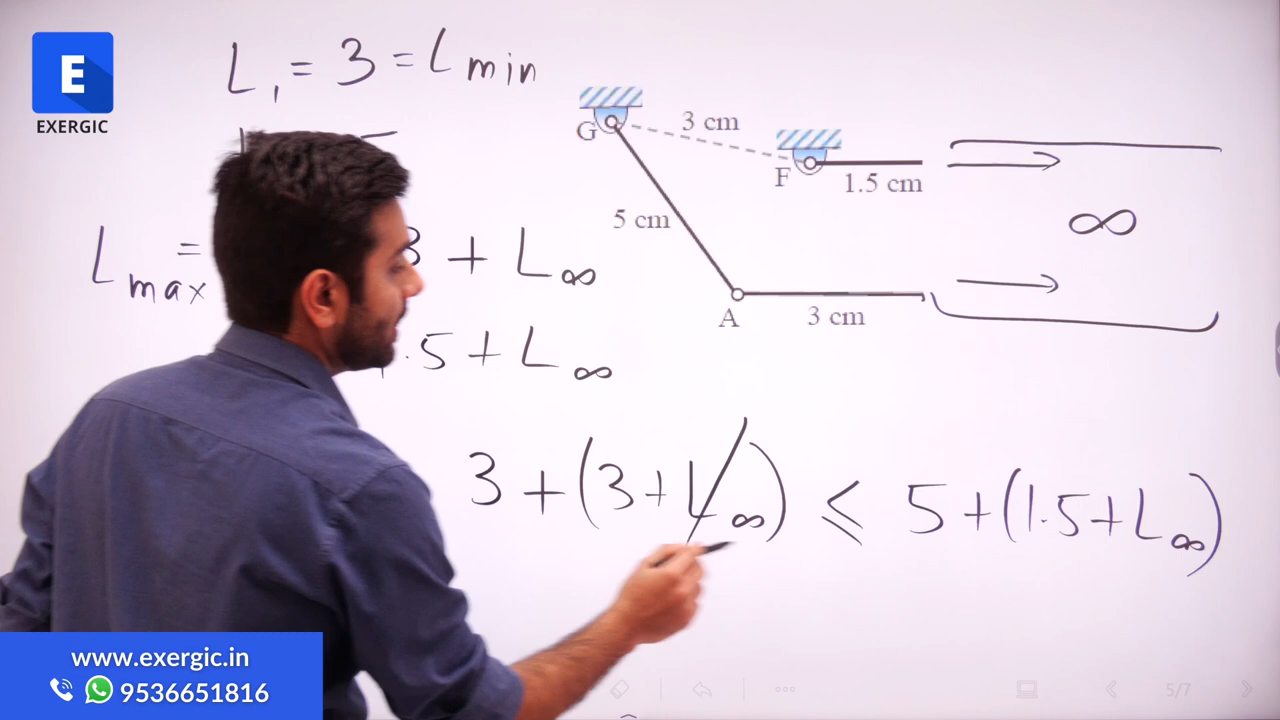 E
EXERGIC
L₁ = 3 = Lmin
G
3 cm
F
1.5 cm
5 cm
∞
A
3 cm
Lmax = 3 + L∞
.5 + L∞
3 + (3 + L∞) ≤ 5 + (1.5 + L∞)
www.exergic.in
9536651816
5/7